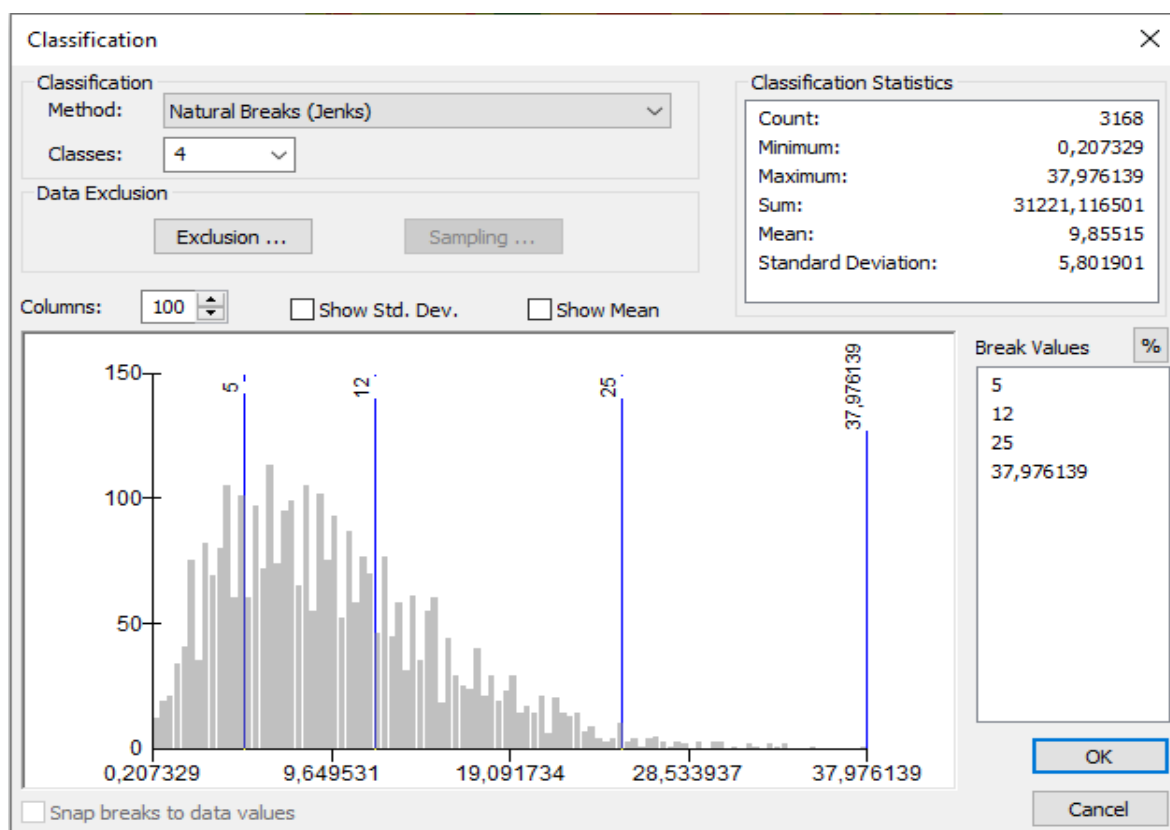 Classification
Classification
Method: Natural Breaks (Jenks)
Classes: 4
Data Exclusion
Exclusion ... Sampling ...
Classification Statistics
Count: 3168
Minimum: 0,207329
Maximum: 37,976139
Sum: 31221,116501
Mean: 9,85515
Standard Deviation: 5,801901
Columns: 100 Show Std. Dev. Show Mean
150
100
50
0
5
12
25
37,976139
0,207329 9,649531 19,091734 28,533937 37,976139
Break Values %
5
12
25
37,976139
Snap breaks to data values
OK
Cancel